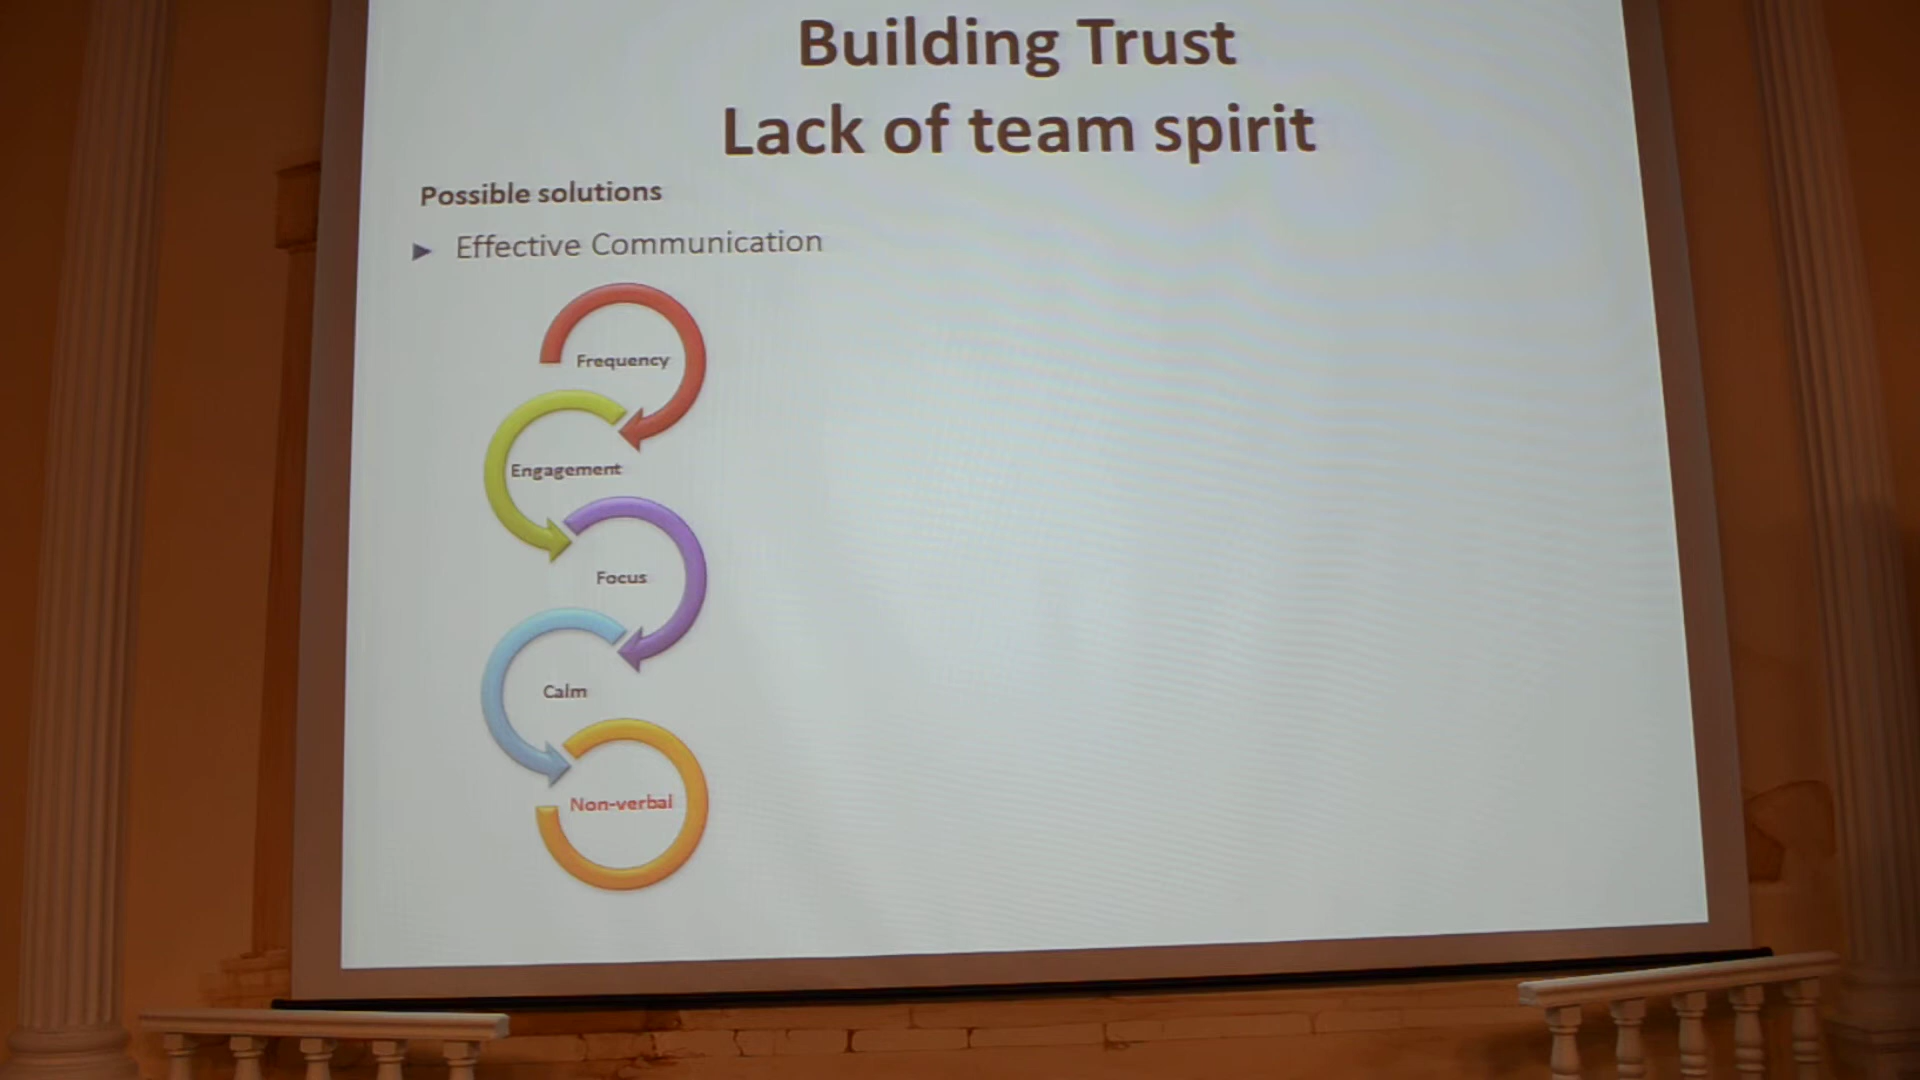 Building Trust
Lack of team spirit
Possible solutions
Effective Communication
Frequency
Engagement
Focus
Calm
Non-verbal